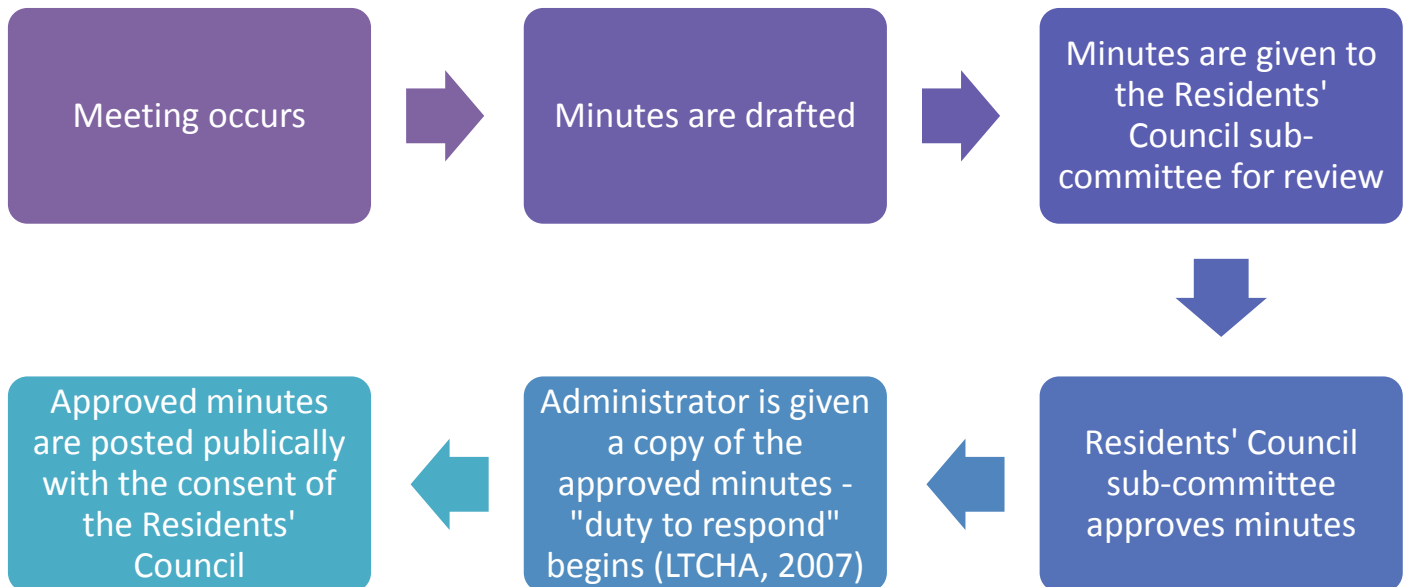 Meeting occurs
Minutes are drafted
Minutes are given to
the Residents'
Council sub-
committee for review
Residents' Council
sub-committee
approves minutes
Administrator is given
a copy of the
approved minutes -
"duty to respond"
begins (LTCHA, 2007)
Approved minutes
are posted publically
with the consent of
the Residents'
Council